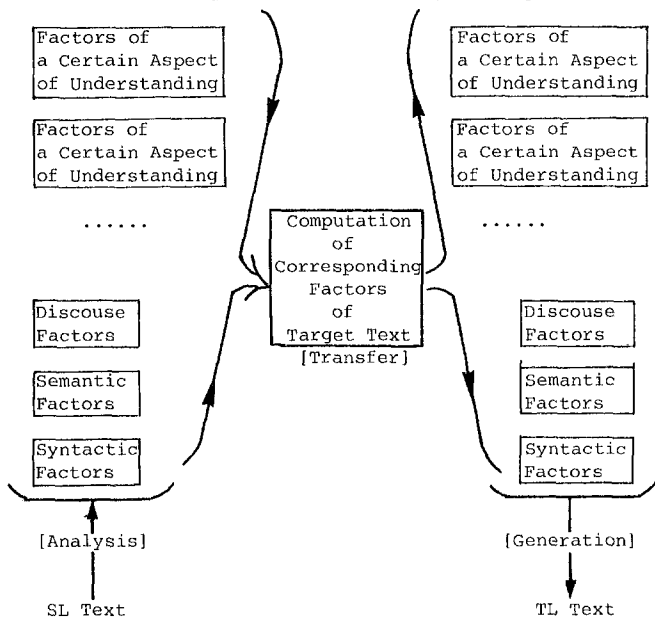 Factors of
a Certain Aspect
of Understanding
Factors of
a Certain Aspect
of Understanding
......
Discouse
Factors
Semantic
Factors
Syntactic
Factors
[Analysis]
SL Text
Computation
of
Corresponding
Factors
of
Target Text
[Transfer]
Factors of
a Certain Aspect
of Understanding
Factors of
a Certain Aspect
of Understanding
......
Discouse
Factors
Semantic
Factors
Syntactic
Factors
[Generation]
TL Text